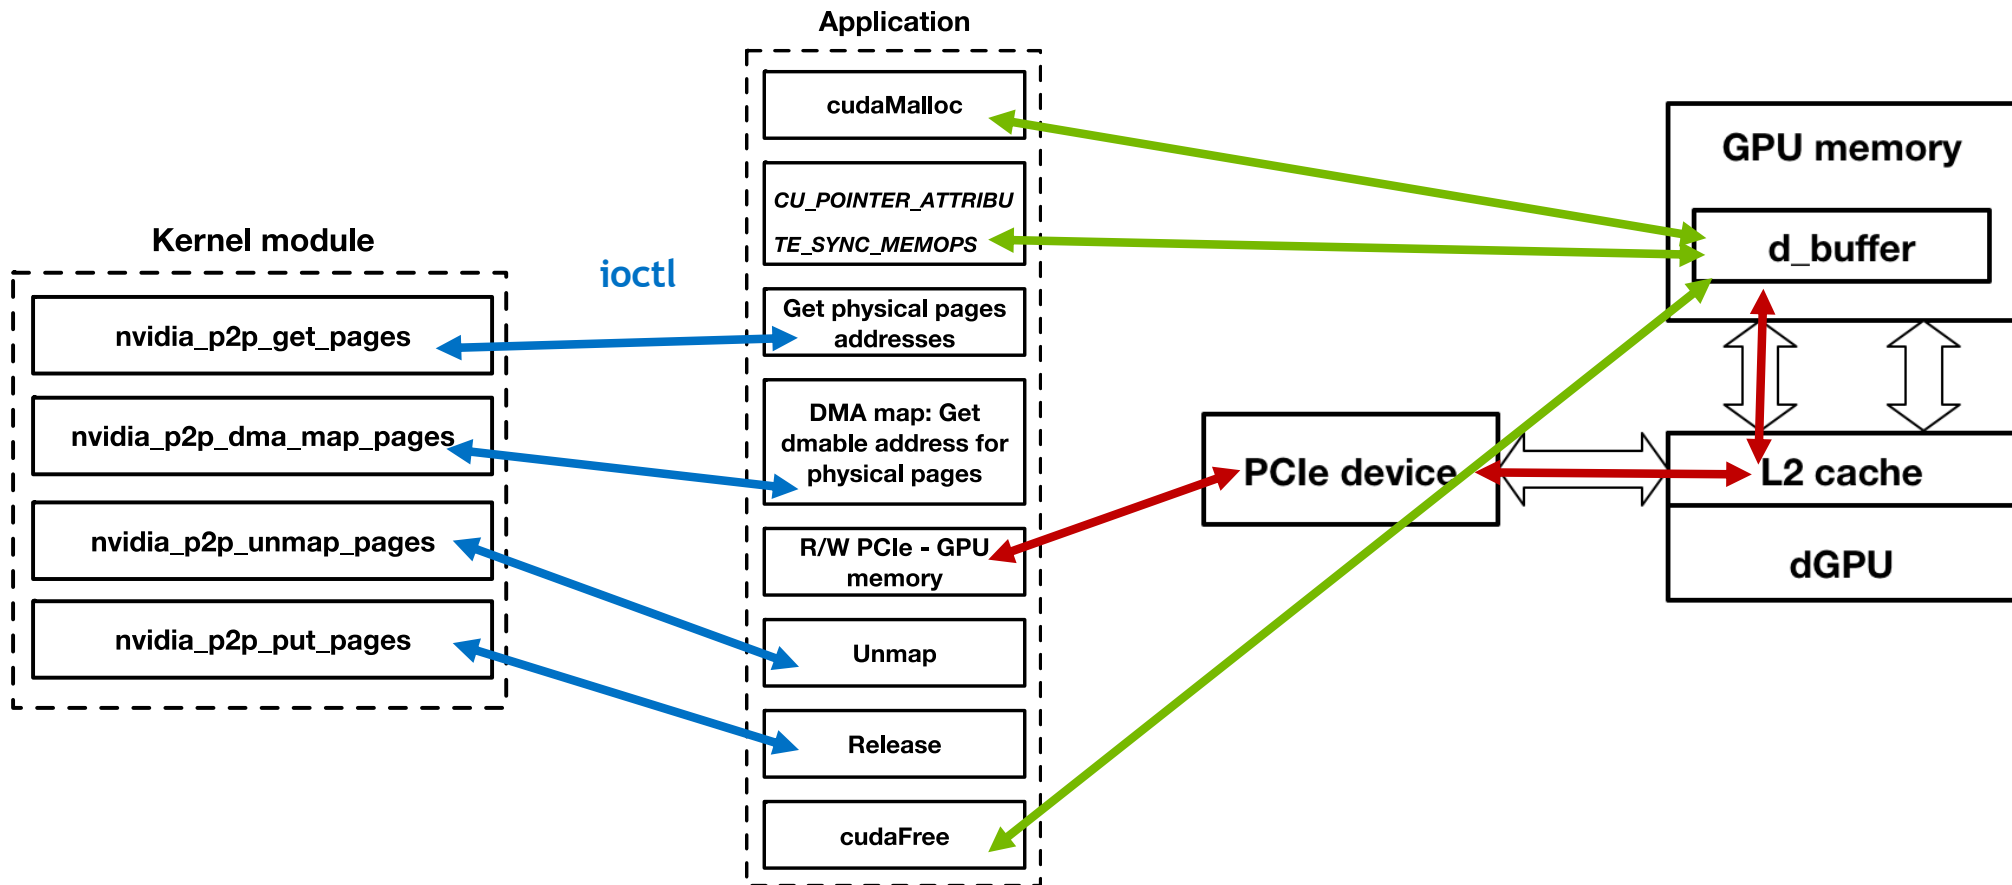 Application
cudaMalloc
CU_POINTER_ATTRIBU
TE_SYNC_MEMOPS
Get physical pages
addresses
DMA map: Get
dmable address for
physical pages
R/W PCIe - GPU
memory
Unmap
Release
cudaFree
Kernel module
nvidia_p2p_get_pages
nvidia_p2p_dma_map_pages
nvidia_p2p_unmap_pages
nvidia_p2p_put_pages
ioctl
GPU memory
d_buffer
PCIe device
L2 cache
dGPU